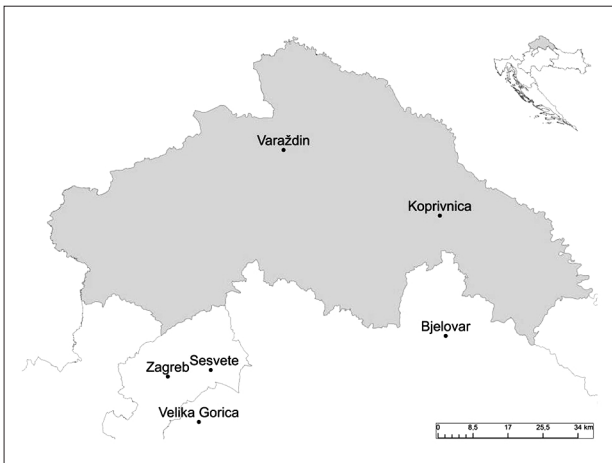 Varaždin
Koprivnica
Bjelovar
Zagreb
Sesvete
Velika Gorica
0 8,5 17 25,5 34 km